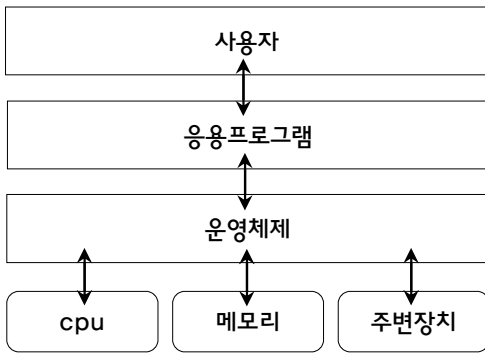 사용자
응용프로그램
운영체제
cpu
메모리
주변장치